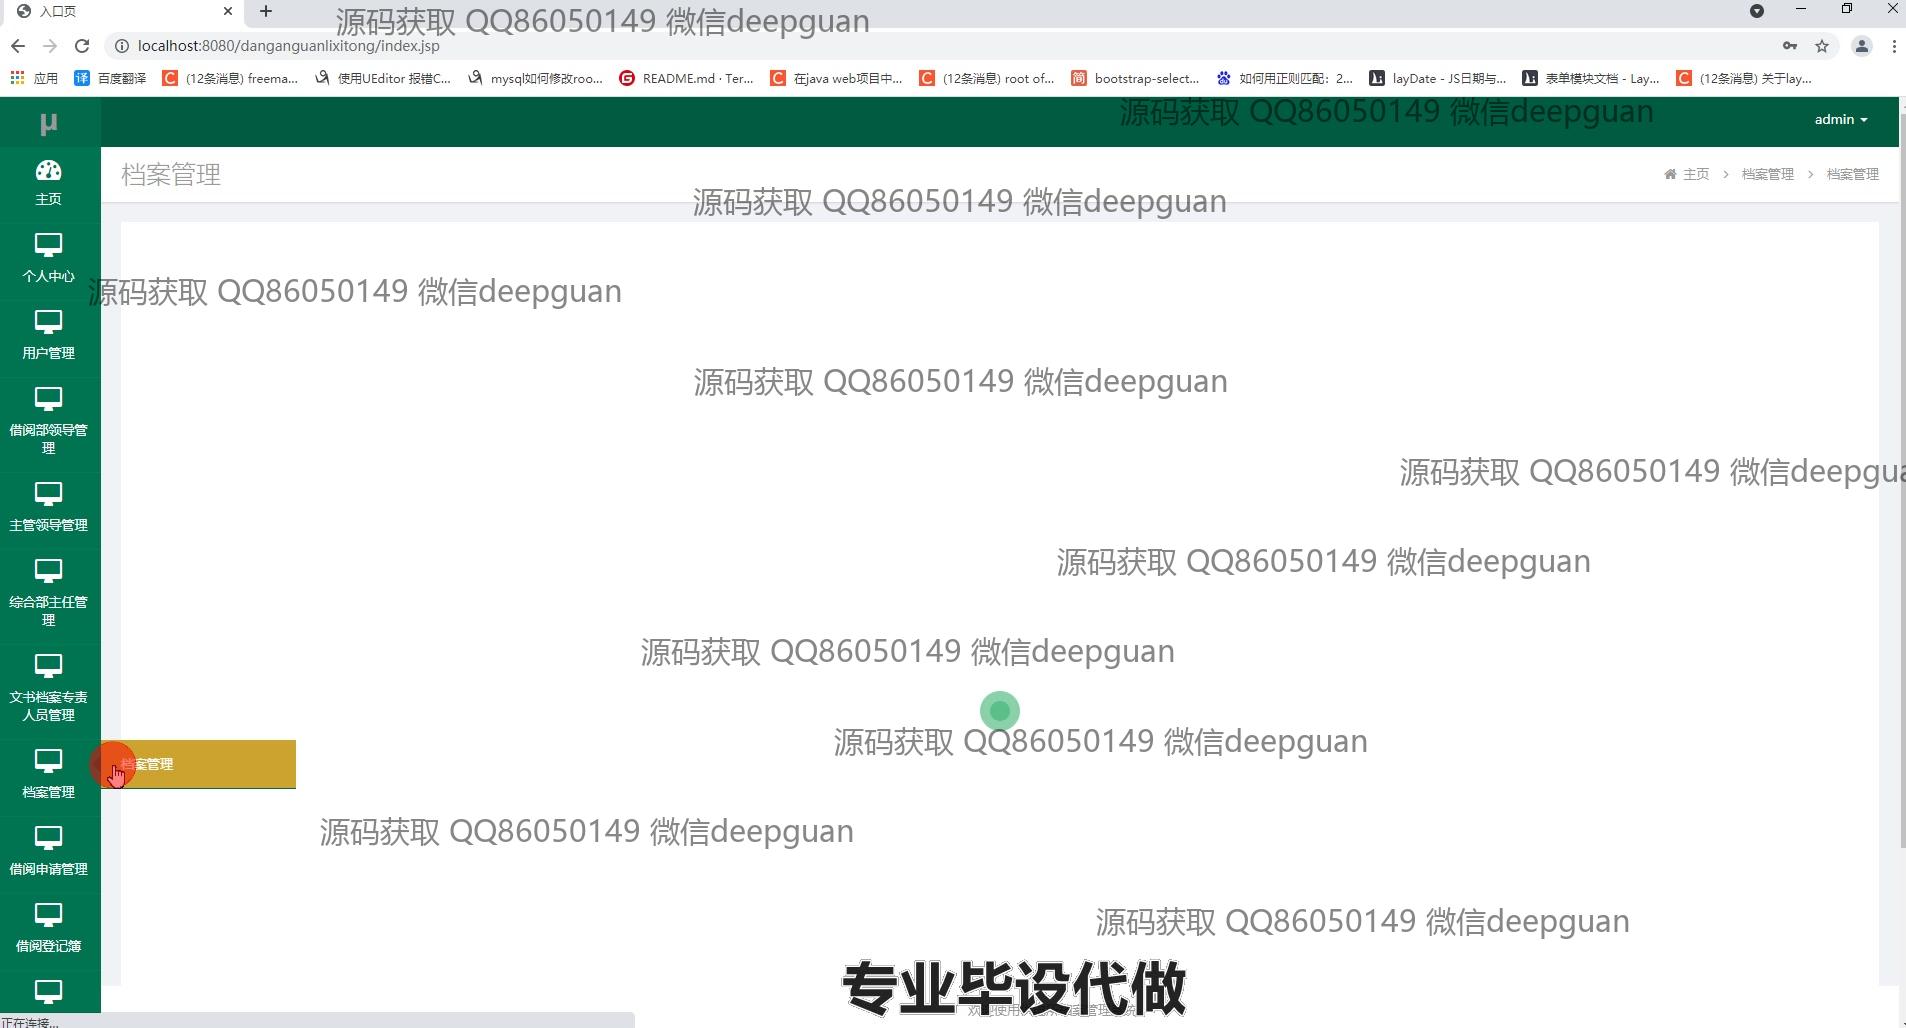 入口页
源码获取 QQ86050149 微信deepguan
localhost:8080/danganguanlixitong/index.jsp
应用
百度翻译
(12条消息) freema...
使用UEditor 报错C...
mysql如何修改roo...
README.md · Ter...
在java web项目中...
(12条消息) root of...
bootstrap-select...
如何用正则匹配：2...
layDate - JS日期与...
表单模块文档 - Lay...
(12条消息) 关于lay...
μ
源码获取 QQ86050149 微信deepguan
admin
主页
档案管理
主页 > 档案管理 > 档案管理
源码获取 QQ86050149 微信deepguan
个人中心
源码获取 QQ86050149 微信deepguan
用户管理
源码获取 QQ86050149 微信deepguan
借阅部领导管
理
源码获取 QQ86050149 微信deepgua
主管领导管理
源码获取 QQ86050149 微信deepguan
综合部主任管
理
源码获取 QQ86050149 微信deepguan
文书档案专责
人员管理
源码获取 QQ86050149 微信deepguan
档案管理
档案管理
源码获取 QQ86050149 微信deepguan
借阅申请管理
源码获取 QQ86050149 微信deepguan
借阅登记簿
专业毕设代做
正在连接...